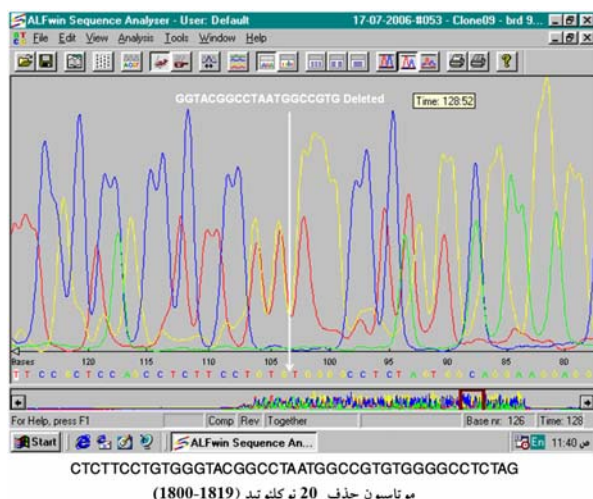 ALFwin Sequence Analyser - User: Default 17-07-2006-#053 - Clone09 - brd 9...
File Edit View Analysis Tools Window Help
GGTACGGCCTAATGGCCGTG Deleted
Time: 128:52
Bases 120 115 110 105 100 95 90 85 80
For Help, press F1 Comp Rev Together Base nr: 126 Time: 128
Start ALFwin Sequence An... En 11:40 ص
CTCTTCCTGTGGGTACGGCCTAATGGCCGTGTGGGGCCTCTAG
موتاسیون حذف 20 نوکلئوتید (1819-1800)